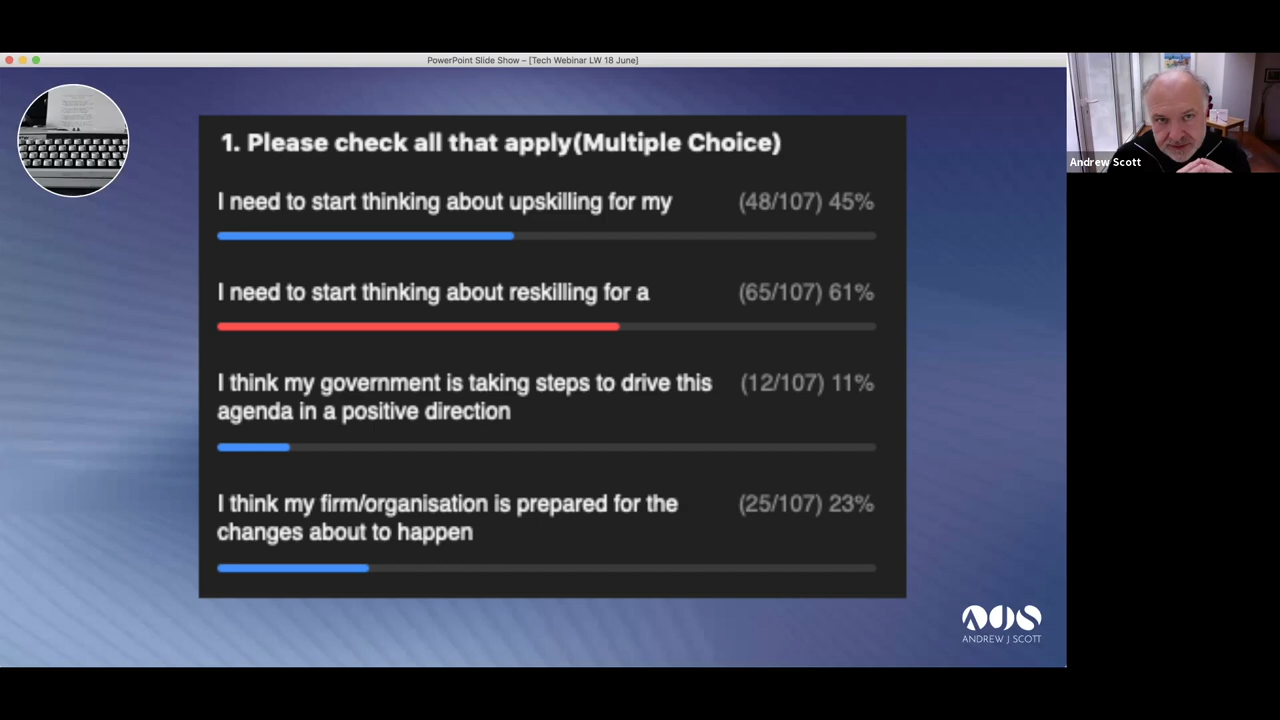 PowerPoint Slide Show – [Tech Webinar LW 18 June]
1. Please check all that apply(Multiple Choice)
I need to start thinking about upskilling for my (48/107) 45%
I need to start thinking about reskilling for a (65/107) 61%
I think my government is taking steps to drive this (12/107) 11%
agenda in a positive direction
I think my firm/organisation is prepared for the (25/107) 23%
changes about to happen
Andrew Scott
AJS
ANDREW J SCOTT